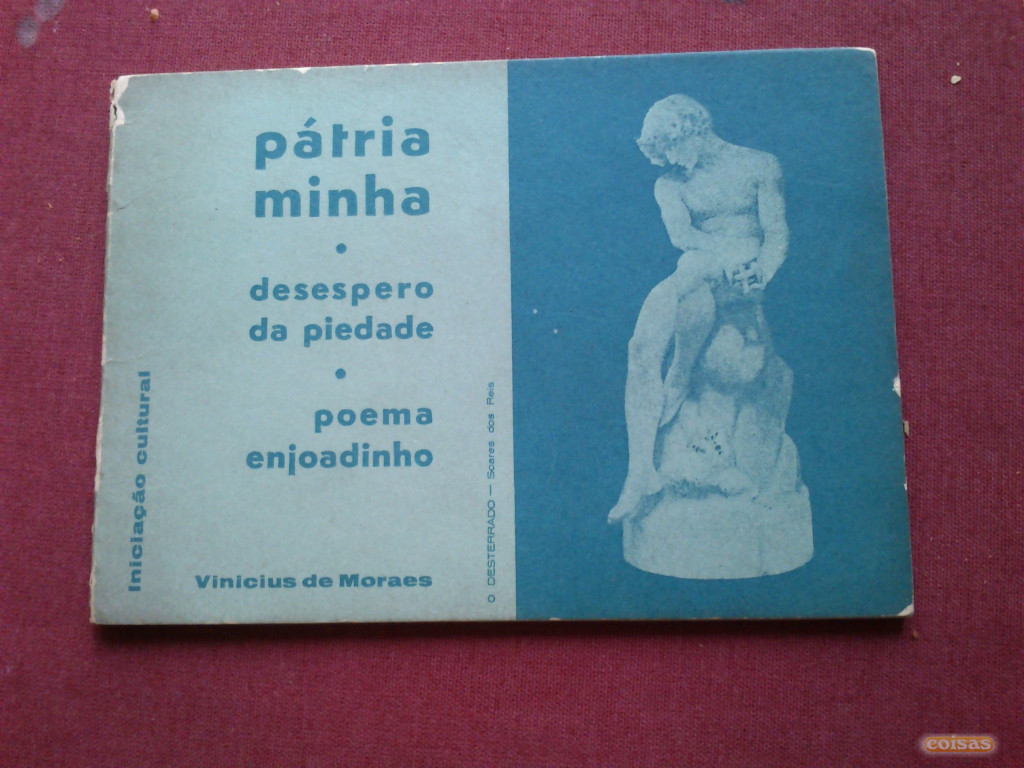 pátria
minha
•
desespero
da piedade
•
poema
enjoadinho
Vinicius de Moraes
Iniciação cultural
O DESTERRADO — Soares dos Reis
coisas